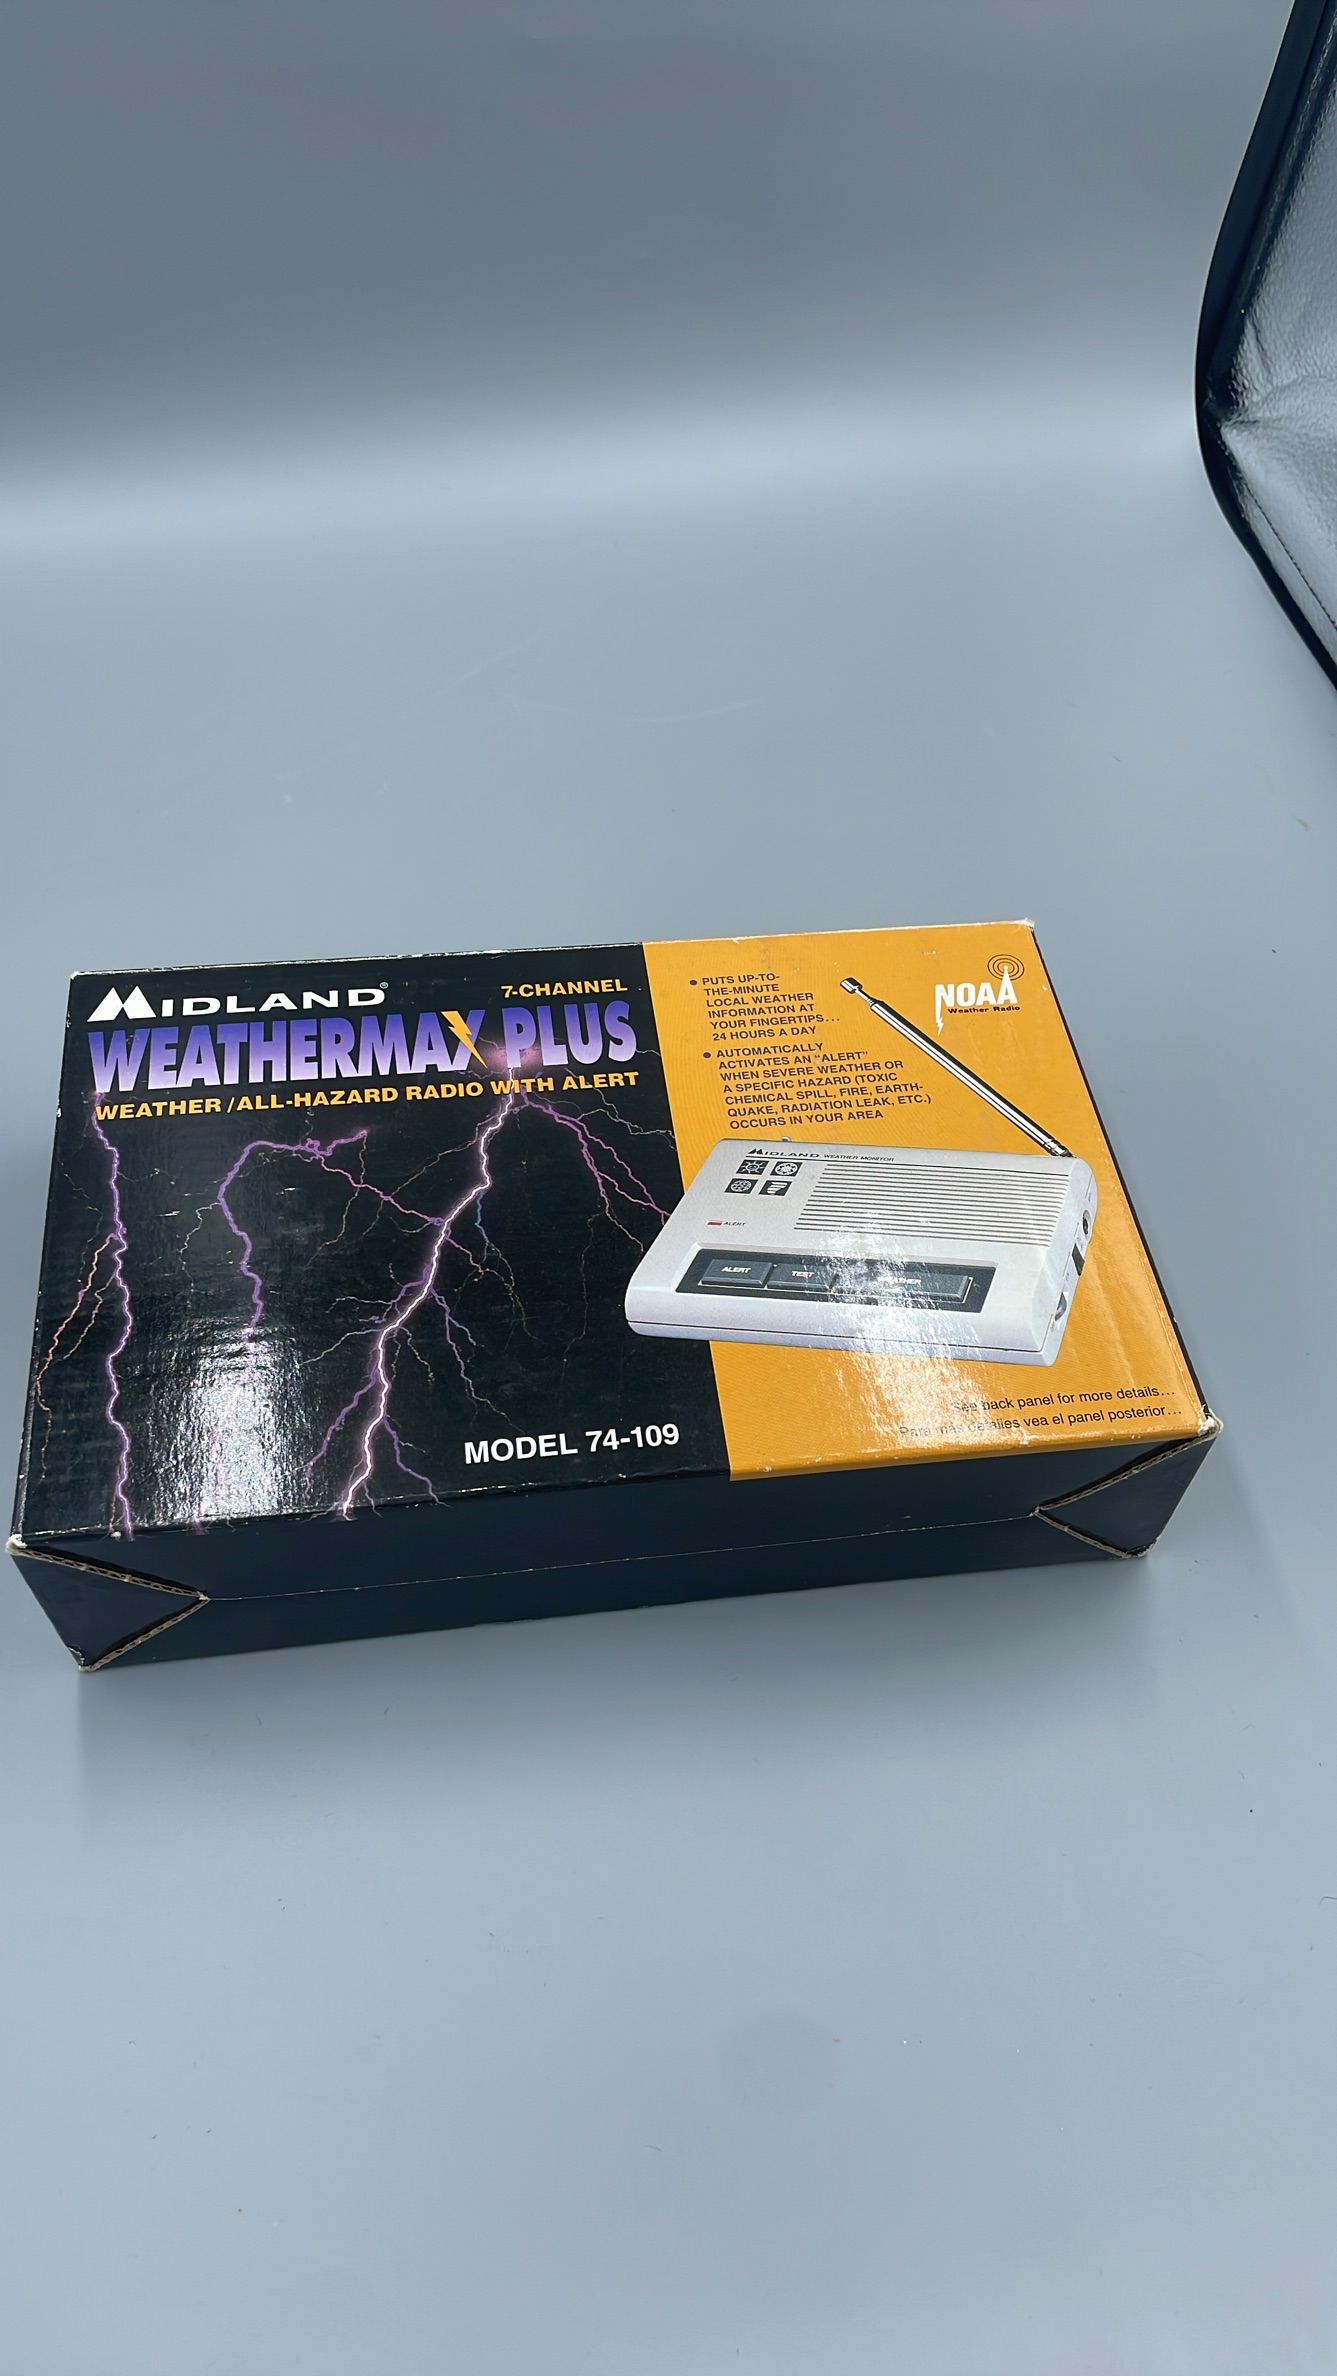 MIDLAND®
7-CHANNEL
WEATHERMAX PLUS
WEATHER/ALL-HAZARD RADIO WITH ALERT
MODEL 74-109
• PUTS UP-TO-
THE-MINUTE
LOCAL WEATHER
INFORMATION AT
YOUR FINGERTIPS...
24 HOURS A DAY
• AUTOMATICALLY
ACTIVATES AN "ALERT"
WHEN SEVERE WEATHER OR
A SPECIFIC HAZARD (TOXIC
CHEMICAL SPILL, FIRE, EARTH-
QUAKE, RADIATION LEAK, ETC.)
OCCURS IN YOUR AREA
NOAA
Weather Radio
MIDLAND WEATHER MONITOR
ALERT
ALERT
TEST
WEATHER
See back panel for more details...
Para más detalles vea el panel posterior...